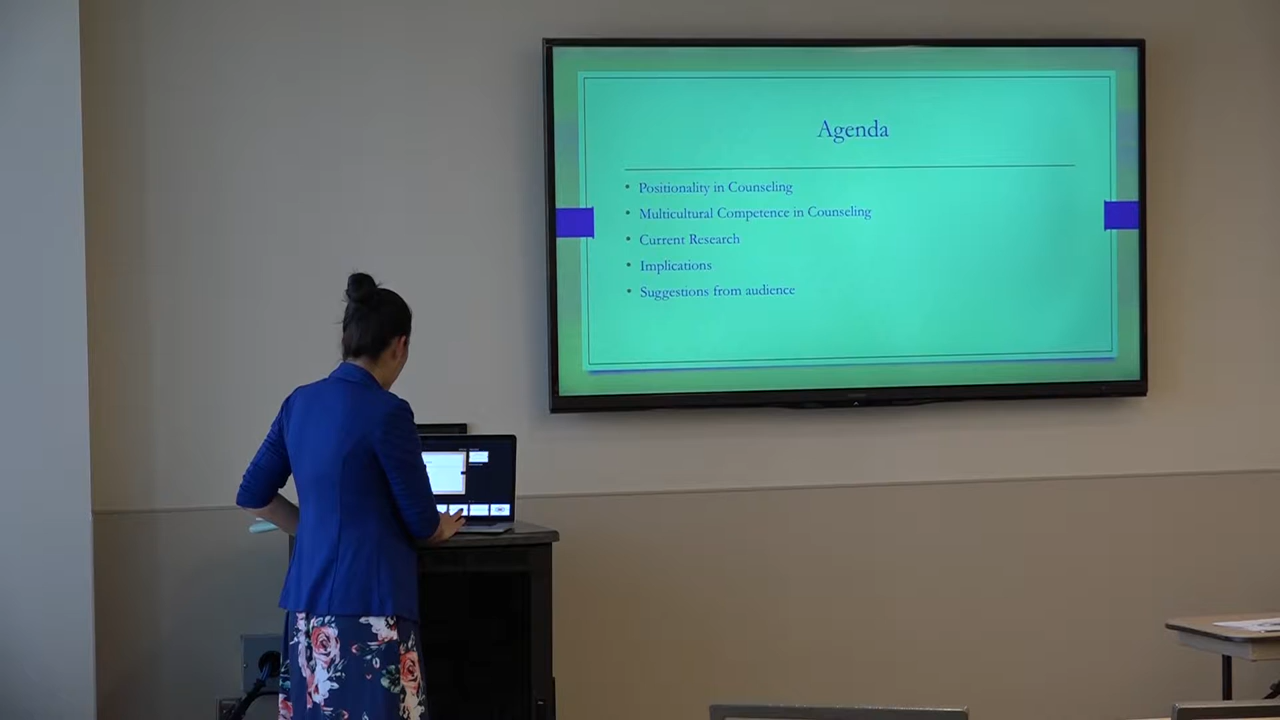 Agenda
• Positionality in Counseling
• Multicultural Competence in Counseling
• Current Research
• Implications
• Suggestions from audience